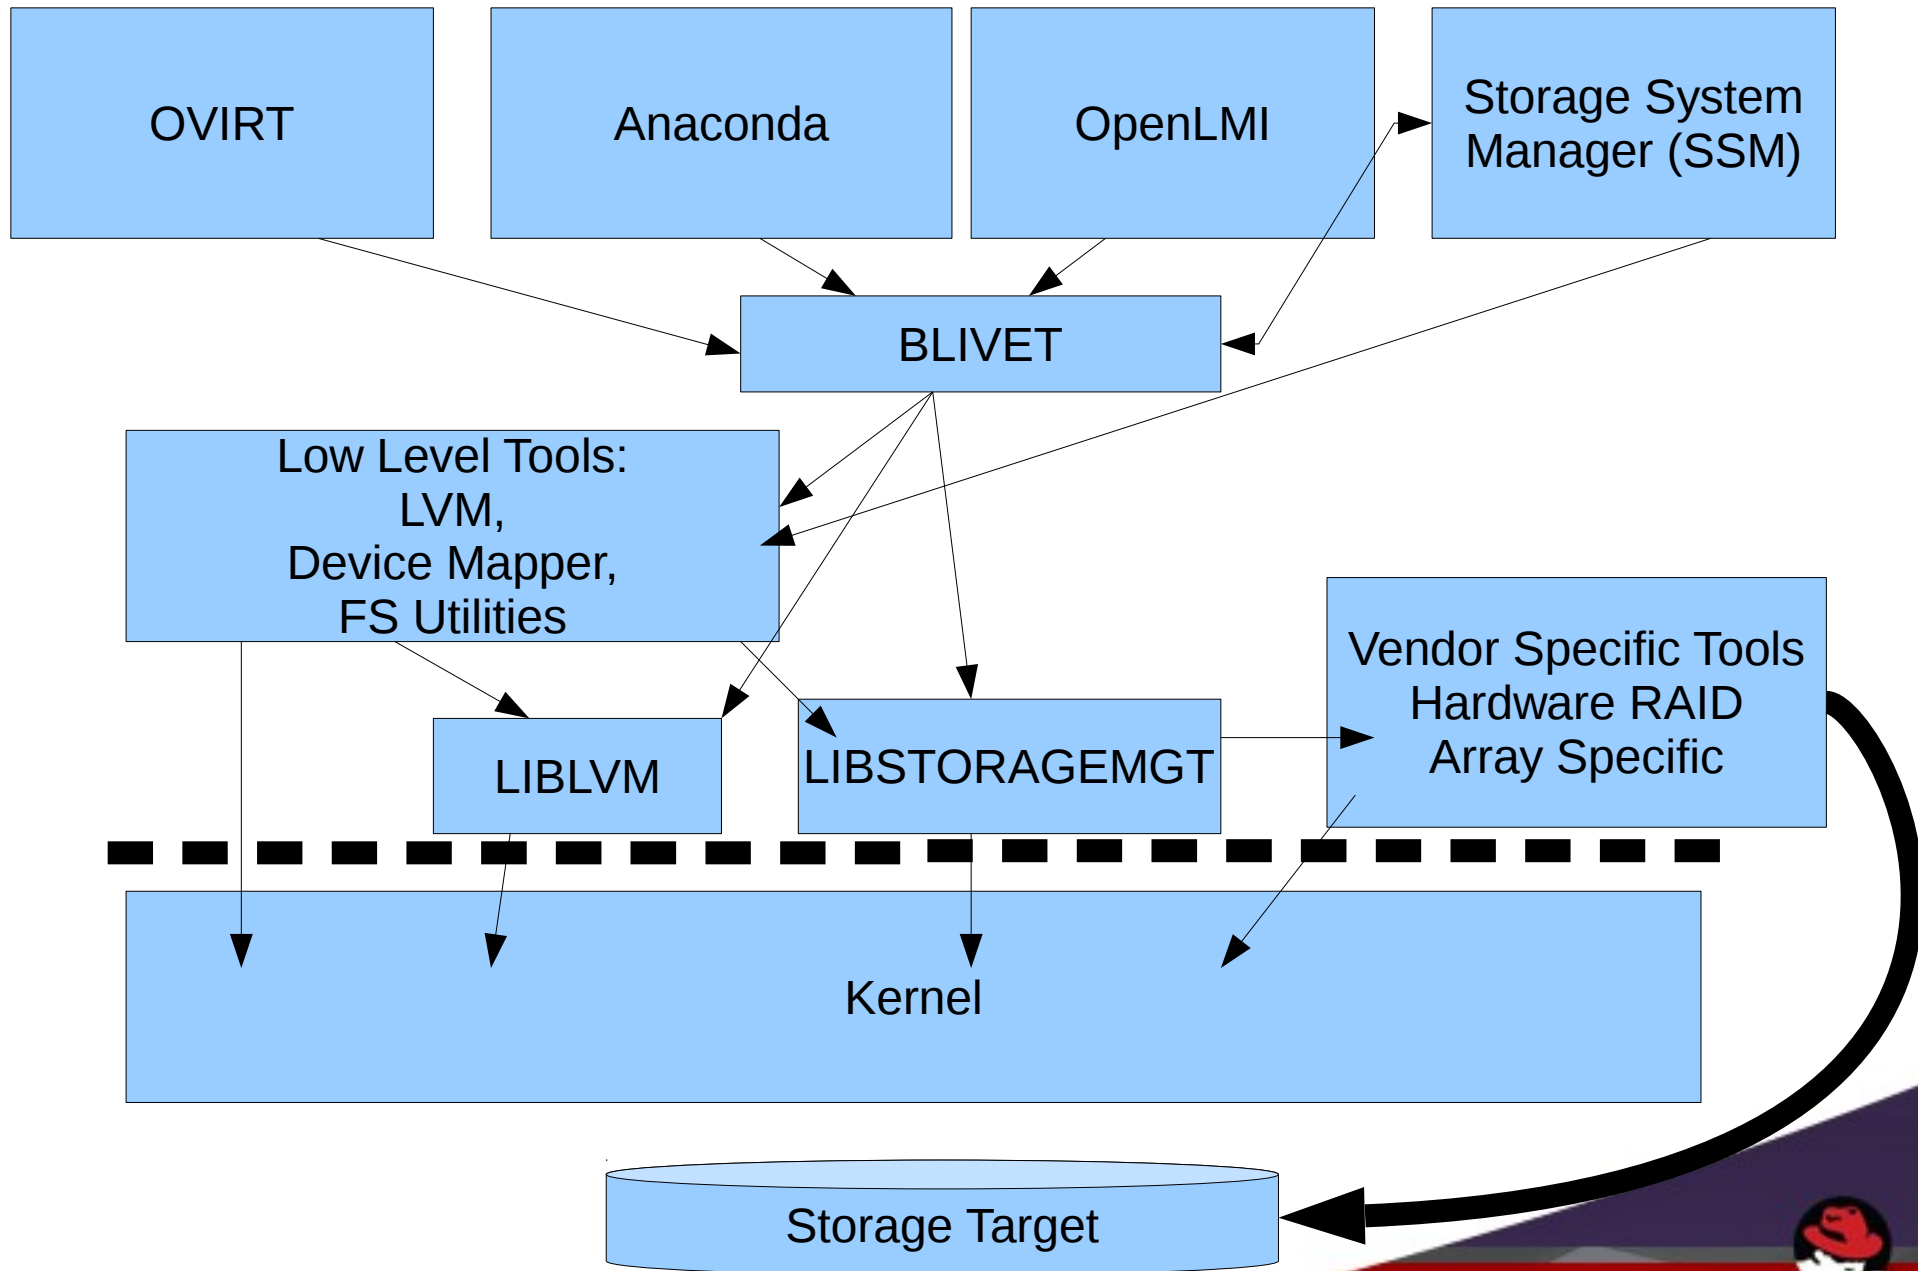 OVIRT
Anaconda
OpenLMI
Storage System
Manager (SSM)
BLIVET
Low Level Tools:
LVM,
Device Mapper,
FS Utilities
Vendor Specific Tools
Hardware RAID
Array Specific
LIBLVM
LIBSTORAGEMGT
Kernel
Storage Target